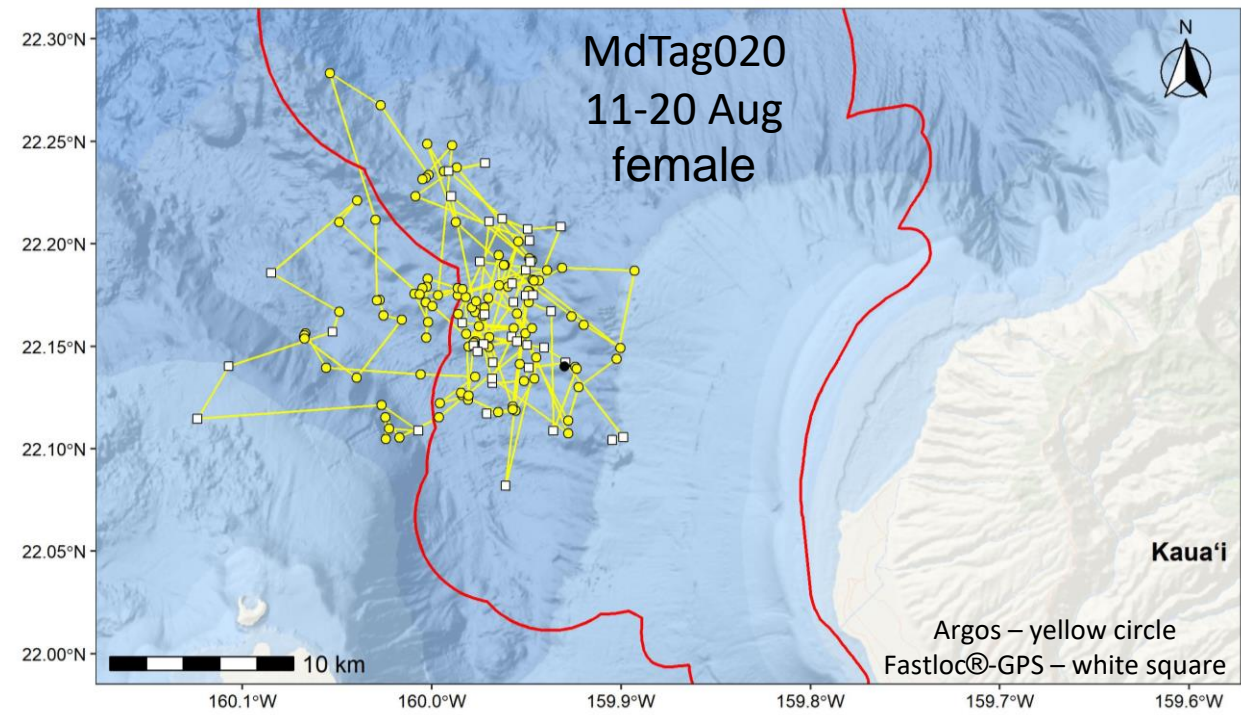 MdTag020
11-20 Aug
female
N
22.30°N
22.25°N
22.20°N
22.15°N
22.10°N
22.05°N
22.00°N
Kauaʻi
Argos – yellow circle
Fastloc®-GPS – white square
10 km
160.1°W
160.0°W
159.9°W
159.8°W
159.7°W
159.6°W